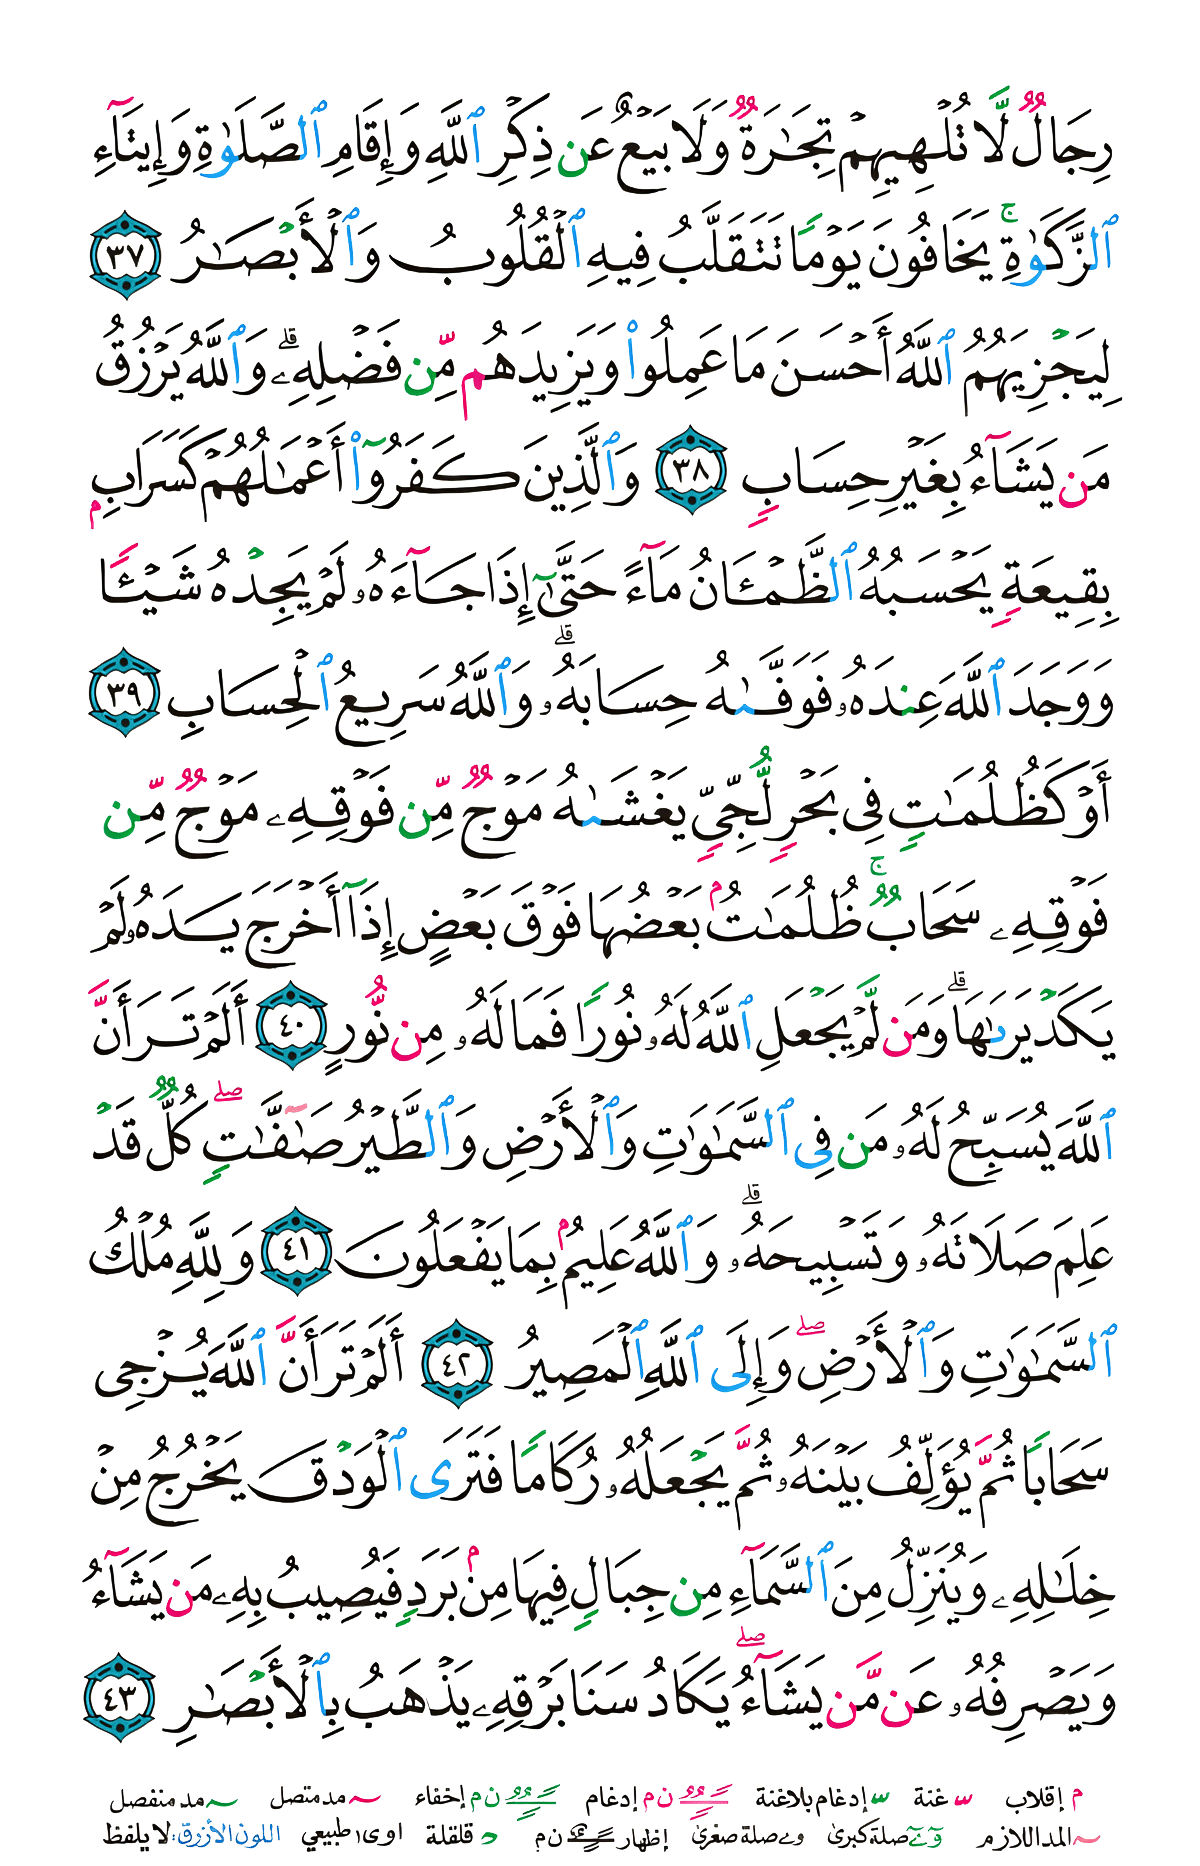 رِجَالٌ لَّا تُلْهِيهِمْ تِجَٰرَةٌ وَلَا بَيْعٌ عَن ذِكْرِ ٱللَّهِ وَإِقَامِ ٱلصَّلَوٰةِ وَإِيتَآءِ
ٱلزَّكَوٰةِ ۚ يَخَافُونَ يَوْمًا تَتَقَلَّبُ فِيهِ ٱلْقُلُوبُ وَٱلْأَبْصَٰرُ ٣٧
لِيَجْزِيَهُمُ ٱللَّهُ أَحْسَنَ مَا عَمِلُوا۟ وَيَزِيدَهُم مِّن فَضْلِهِۦ ۗ وَٱللَّهُ يَرْزُقُ
مَن يَشَآءُ بِغَيْرِ حِسَابٍ ٣٨ وَٱلَّذِينَ كَفَرُوٓا۟ أَعْمَٰلُهُمْ كَسَرَابٍۭ
بِقِيعَةٍ يَحْسَبُهُ ٱلظَّمْـَٔانُ مَآءً حَتَّىٰٓ إِذَا جَآءَهُۥ لَمْ يَجِدْهُ شَيْـًٔا
وَوَجَدَ ٱللَّهَ عِندَهُۥ فَوَفَّىٰهُ حِسَابَهُۥ ۗ وَٱللَّهُ سَرِيعُ ٱلْحِسَابِ ٣٩
أَوْ كَظُلُمَٰتٍ فِى بَحْرٍ لُّجِّىٍّ يَغْشَىٰهُ مَوْجٌ مِّن فَوْقِهِۦ مَوْجٌ مِّن
فَوْقِهِۦ سَحَابٌ ۚ ظُلُمَٰتٌۢ بَعْضُهَا فَوْقَ بَعْضٍ إِذَآ أَخْرَجَ يَدَهُۥ لَمْ
يَكَدْ يَرَىٰهَا ۗ وَمَن لَّمْ يَجْعَلِ ٱللَّهُ لَهُۥ نُورًا فَمَا لَهُۥ مِن نُّورٍ ٤٠ أَلَمْ تَرَ أَنَّ
ٱللَّهَ يُسَبِّحُ لَهُۥ مَن فِى ٱلسَّمَٰوَٰتِ وَٱلْأَرْضِ وَٱلطَّيْرُ صَٰٓفَّٰتٍ ۖ كُلٌّ قَدْ
عَلِمَ صَلَاتَهُۥ وَتَسْبِيحَهُۥ ۗ وَٱللَّهُ عَلِيمٌۢ بِمَا يَفْعَلُونَ ٤١ وَلِلَّهِ مُلْكُ
ٱلسَّمَٰوَٰتِ وَٱلْأَرْضِ ۖ وَإِلَى ٱللَّهِ ٱلْمَصِيرُ ٤٢ أَلَمْ تَرَ أَنَّ ٱللَّهَ يُزْجِى
سَحَابًا ثُمَّ يُؤَلِّفُ بَيْنَهُۥ ثُمَّ يَجْعَلُهُۥ رُكَامًا فَتَرَى ٱلْوَدْقَ يَخْرُجُ مِنْ
خِلَٰلِهِۦ وَيُنَزِّلُ مِنَ ٱلسَّمَآءِ مِن جِبَالٍ فِيهَا مِنۢ بَرَدٍ فَيُصِيبُ بِهِۦ مَن يَشَآءُ
وَيَصْرِفُهُۥ عَن مَّن يَشَآءُ ۖ يَكَادُ سَنَا بَرْقِهِۦ يَذْهَبُ بِٱلْأَبْصَٰرِ ٤٣
م إقلاب غنة إدغام بلاغنة ن م إدغام ن م إخفاء مد متصل مد منفصل
المد اللازم وے صلة كبرىٰ وے صلة صغرىٰ إظهار ن م قلقلة اوى طبيعي اللون الأزرق: لا يلفظ